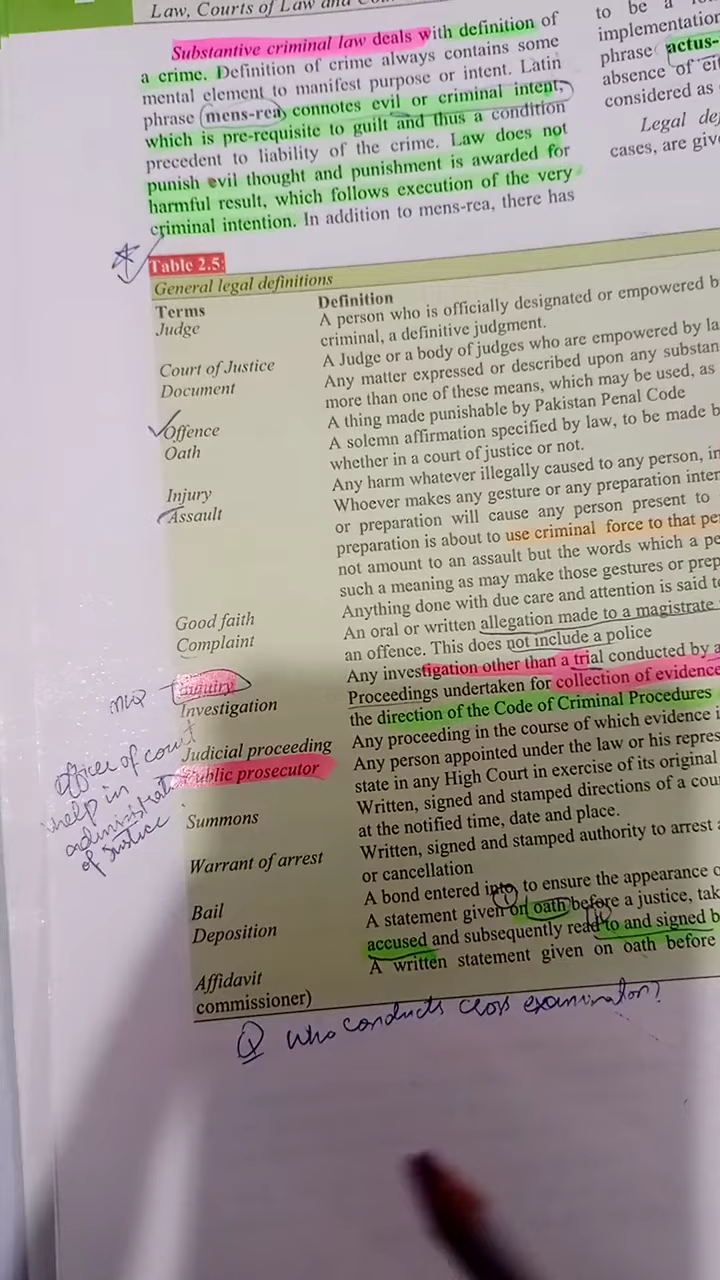 Law, Courts of Law and
Substantive criminal law deals with definition of
a crime. Definition of crime always contains some
mental element to manifest purpose or intent. Latin
phrase (mens-rea) connotes evil or criminal intent,
which is pre-requisite to guilt and thus a condition
precedent to liability of the crime. Law does not
punish evil thought and punishment is awarded for
harmful result, which follows execution of the very
criminal intention. In addition to mens-rea, there has
to be a
implementation
phrase actus-
absence of
considered as
Legal
cases, are
Table 2.5:
General legal definitions
Terms Definition
Judge A person who is officially designated or empowered b
criminal, a definitive judgment.
Court of Justice A Judge or a body of judges who are empowered by la
Document Any matter expressed or described upon any substan
more than one of these means, which may be used, as
Offence A thing made punishable by Pakistan Penal Code
Oath A solemn affirmation specified by law, to be made b
whether in a court of justice or not.
Injury Any harm whatever illegally caused to any person, in
Assault Whoever makes any gesture or any preparation inten
or preparation will cause any person present to
preparation is about to use criminal force to that pe
not amount to an assault but the words which a pe
such a meaning as may make those gestures or prep
Good faith Anything done with due care and attention is said to
Complaint An oral or written allegation made to a magistrate
an offence. This does not include a police
MCQ Inquiry Any investigation other than a trial conducted by a
Investigation Proceedings undertaken for collection of evidence
the direction of the Code of Criminal Procedures
Judicial proceeding Any proceeding in the course of which evidence i
Public prosecutor Any person appointed under the law or his repres
state in any High Court in exercise of its original
officer of court
help in
administration
of justice
Summons Written, signed and stamped directions of a cou
at the notified time, date and place.
Warrant of arrest Written, signed and stamped authority to arrest a
or cancellation
Bail A bond entered into, to ensure the appearance o
Deposition A statement given on oath before a justice, tak
accused and subsequently read to and signed b
Affidavit A written statement given on oath before
commissioner)
Q who conducts cross examination?